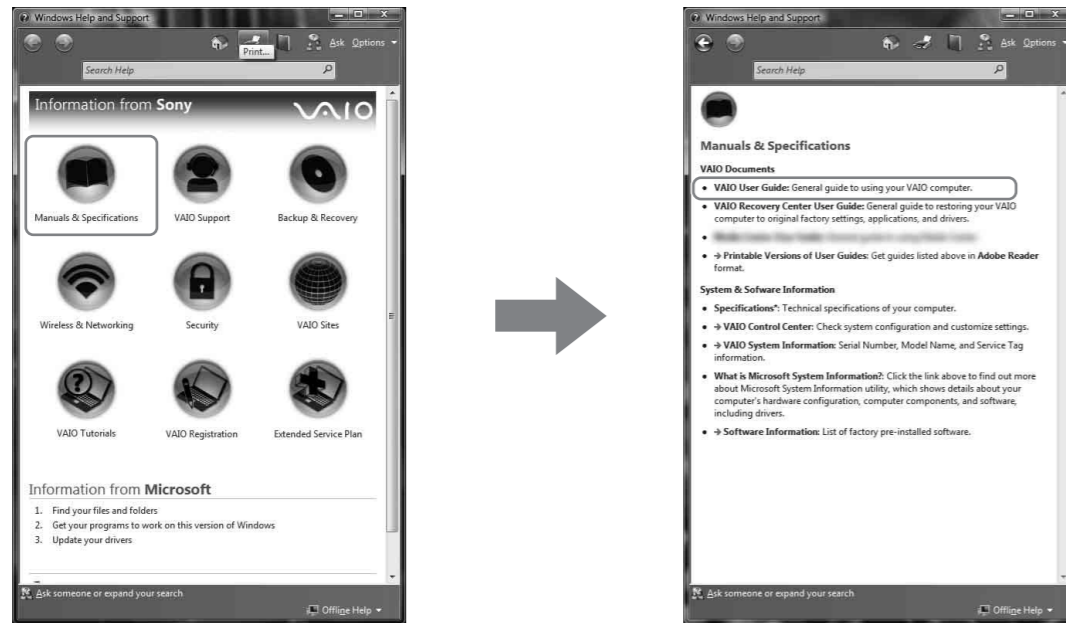 Windows Help and Support
Ask Options
Print...
Search Help
Information from Sony
VAIO
Manuals & Specifications
VAIO Support
Backup & Recovery
Wireless & Networking
Security
VAIO Sites
VAIO Tutorials
VAIO Registration
Extended Service Plan
Information from Microsoft
1. Find your files and folders
2. Get your programs to work on this version of Windows
3. Update your drivers
Ask someone or expand your search
Offline Help
Windows Help and Support
Ask Options
Search Help
Manuals & Specifications
VAIO Documents
• VAIO User Guide: General guide to using your VAIO computer.
• VAIO Recovery Center User Guide: General guide to restoring your VAIO
computer to original factory settings, applications, and drivers.
• → Printable Versions of User Guides: Get guides listed above in Adobe Reader
format.
System & Sofware Information
• Specifications*: Technical specifications of your computer.
• → VAIO Control Center: Check system configuration and customize settings.
• → VAIO System Information: Serial Number, Model Name, and Service Tag
information.
• What is Microsoft System Information?: Click the link above to find out more
about Microsoft System Information utility, which shows details about your
computer's hardware configuration, computer components, and software,
including drivers.
• → Software Information: List of factory pre-installed software.
Ask someone or expand your search
Offline Help